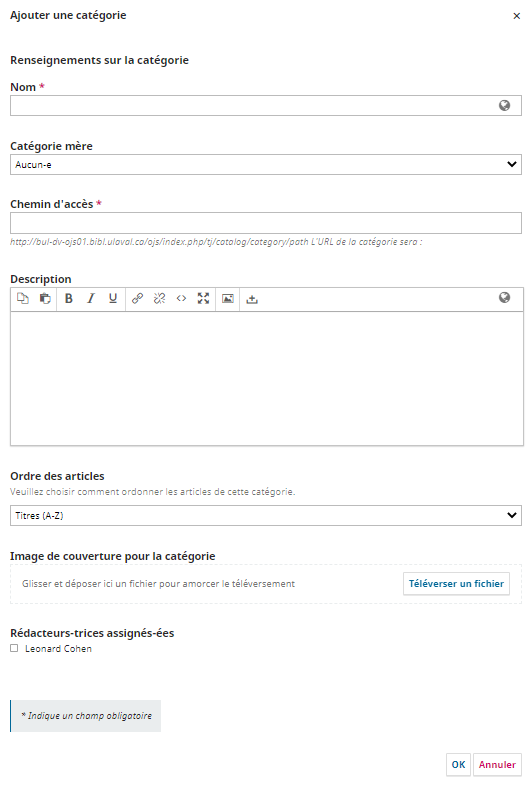 Ajouter une catégorie ×
Renseignements sur la catégorie
Nom *
Catégorie mère
Aucun-e
Chemin d'accès *
http://bul-dv-ojs01.bibl.ulaval.ca/ojs/index.php/tj/catalog/category/path L'URL de la catégorie sera :
Description
B I U
Ordre des articles
Veuillez choisir comment ordonner les articles de cette catégorie.
Titres (A-Z)
Image de couverture pour la catégorie
Glisser et déposer ici un fichier pour amorcer le téléversement Téléverser un fichier
Rédacteurs-trices assignés-ées
Leonard Cohen
* Indique un champ obligatoire
OK Annuler